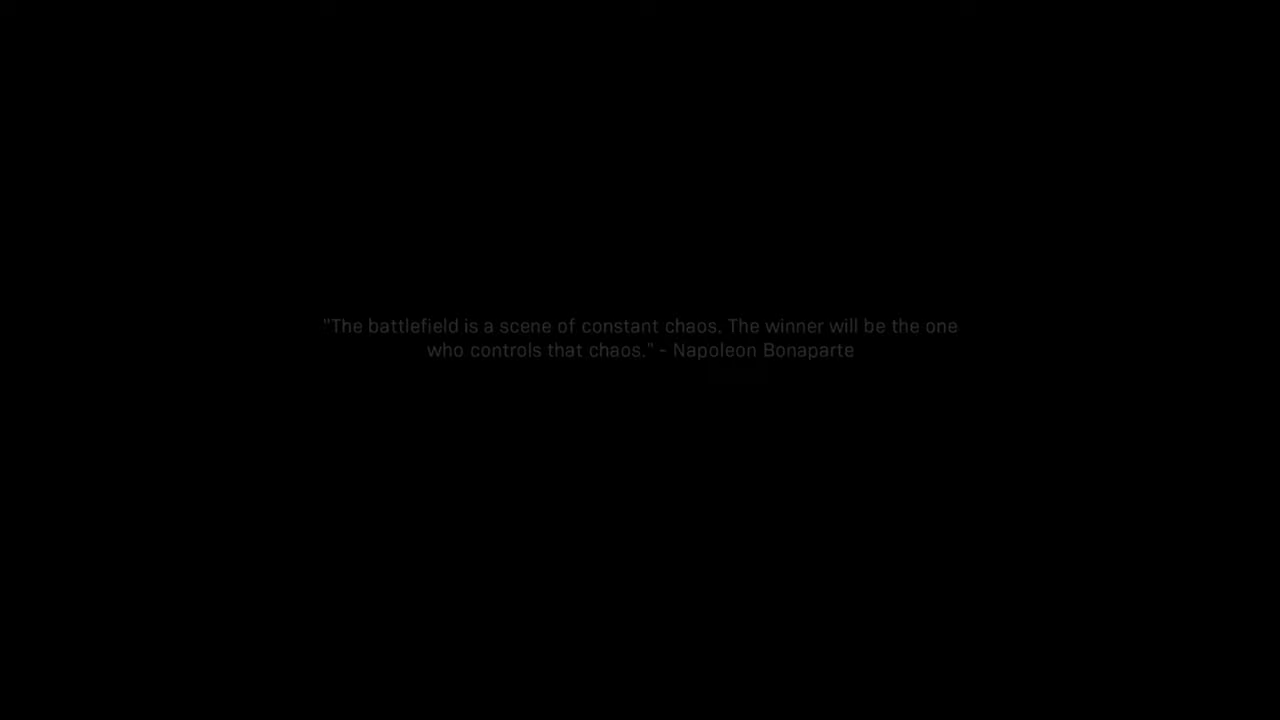 "The battlefield is a scene of constant chaos. The winner will be the one
who controls that chaos." - Napoleon Bonaparte